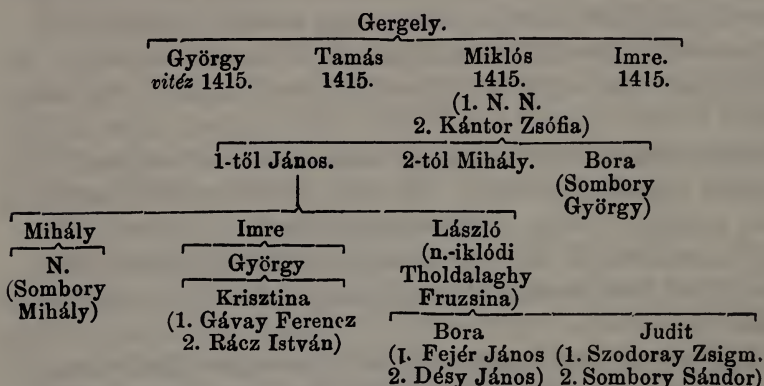 Gergely.
György Tamás Miklós Imre.
vitéz 1415. 1415. 1415. 1415.
(1. N. N.
2. Kántor Zsófia)
1-től János. 2-tól Mihály. Bora
(Sombory
György)
Mihály Imre László
N. György (n.-iklódi
(Sombory Tholdalaghy
Mihály) Krisztina Fruzsina)
(1. Gávay Ferencz
2. Rácz István) Bora Judit
(1. Fejér János (1. Szodoray Zsigm.
2. Désy János) 2. Sombory Sándor)